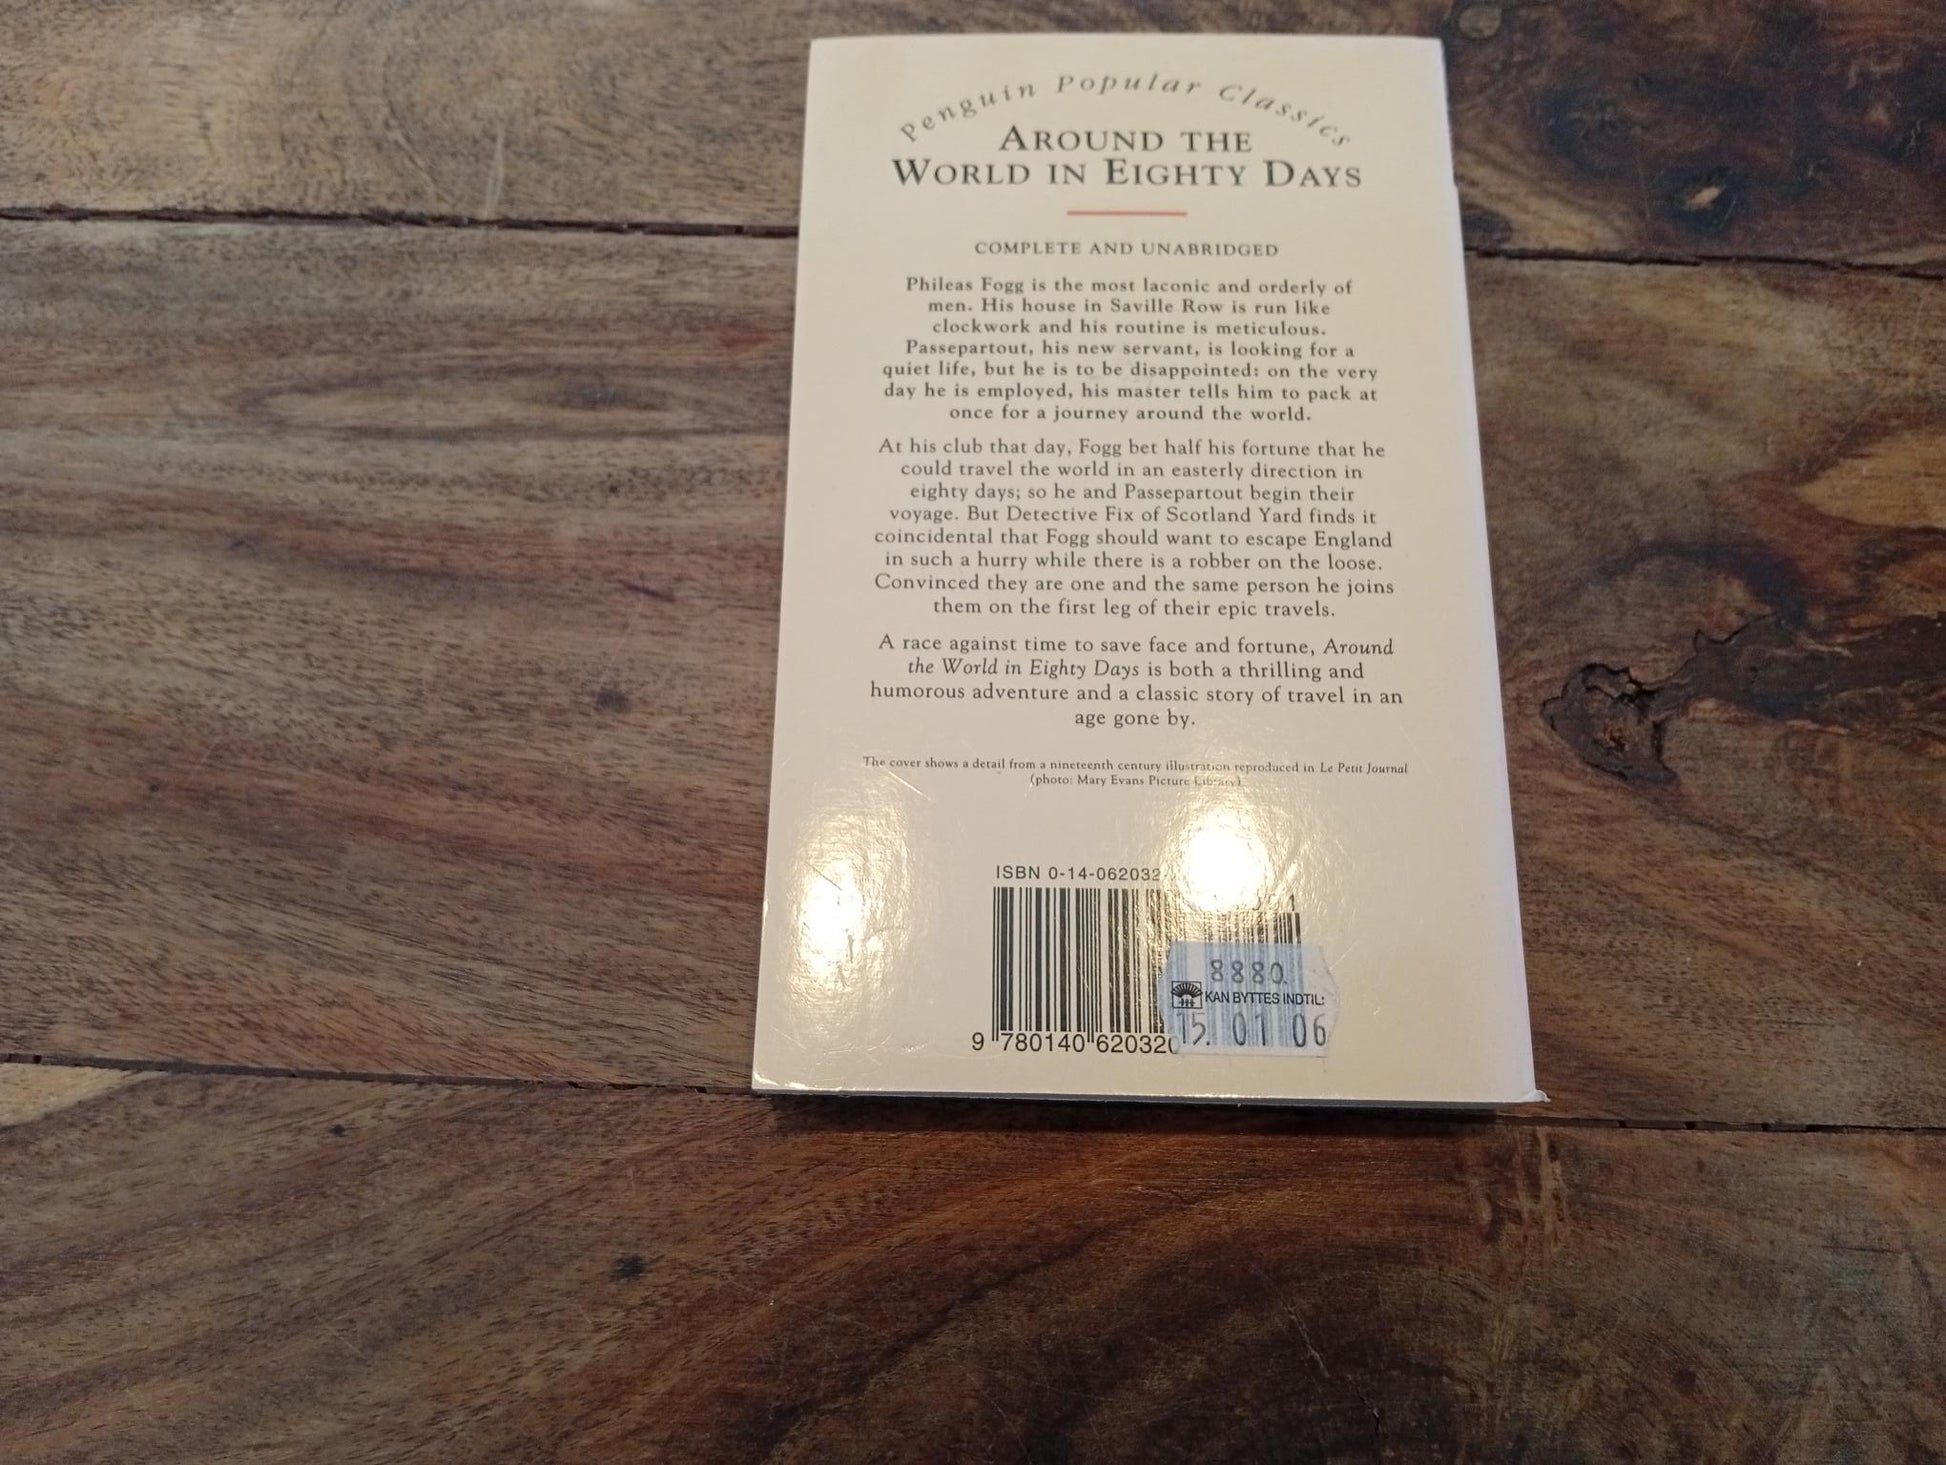 Penguin Popular Classics
AROUND THE
WORLD IN EIGHTY DAYS
COMPLETE AND UNABRIDGED
Phileas Fogg is the most laconic and orderly of
men. His house in Saville Row is run like
clockwork and his routine is meticulous.
Passepartout, his new servant, is looking for a
quiet life, but he is to be disappointed: on the very
day he is employed, his master tells him to pack at
once for a journey around the world.
At his club that day, Fogg bet half his fortune that he
could travel the world in an easterly direction in
eighty days; so he and Passepartout begin their
voyage. But Detective Fix of Scotland Yard finds it
coincidental that Fogg should want to escape England
in such a hurry while there is a robber on the loose.
Convinced they are one and the same person he joins
them on the first leg of their epic travels.
A race against time to save face and fortune, Around
the World in Eighty Days is both a thrilling and
humorous adventure and a classic story of travel in an
age gone by.
The cover shows a detail from a nineteenth century illustration reproduced in Le Petit Journal
(photo: Mary Evans Picture Library)
ISBN 0-14-062032
8880.
KAN BYTTES INDTIL:
15. 01 06
9 780140 620320